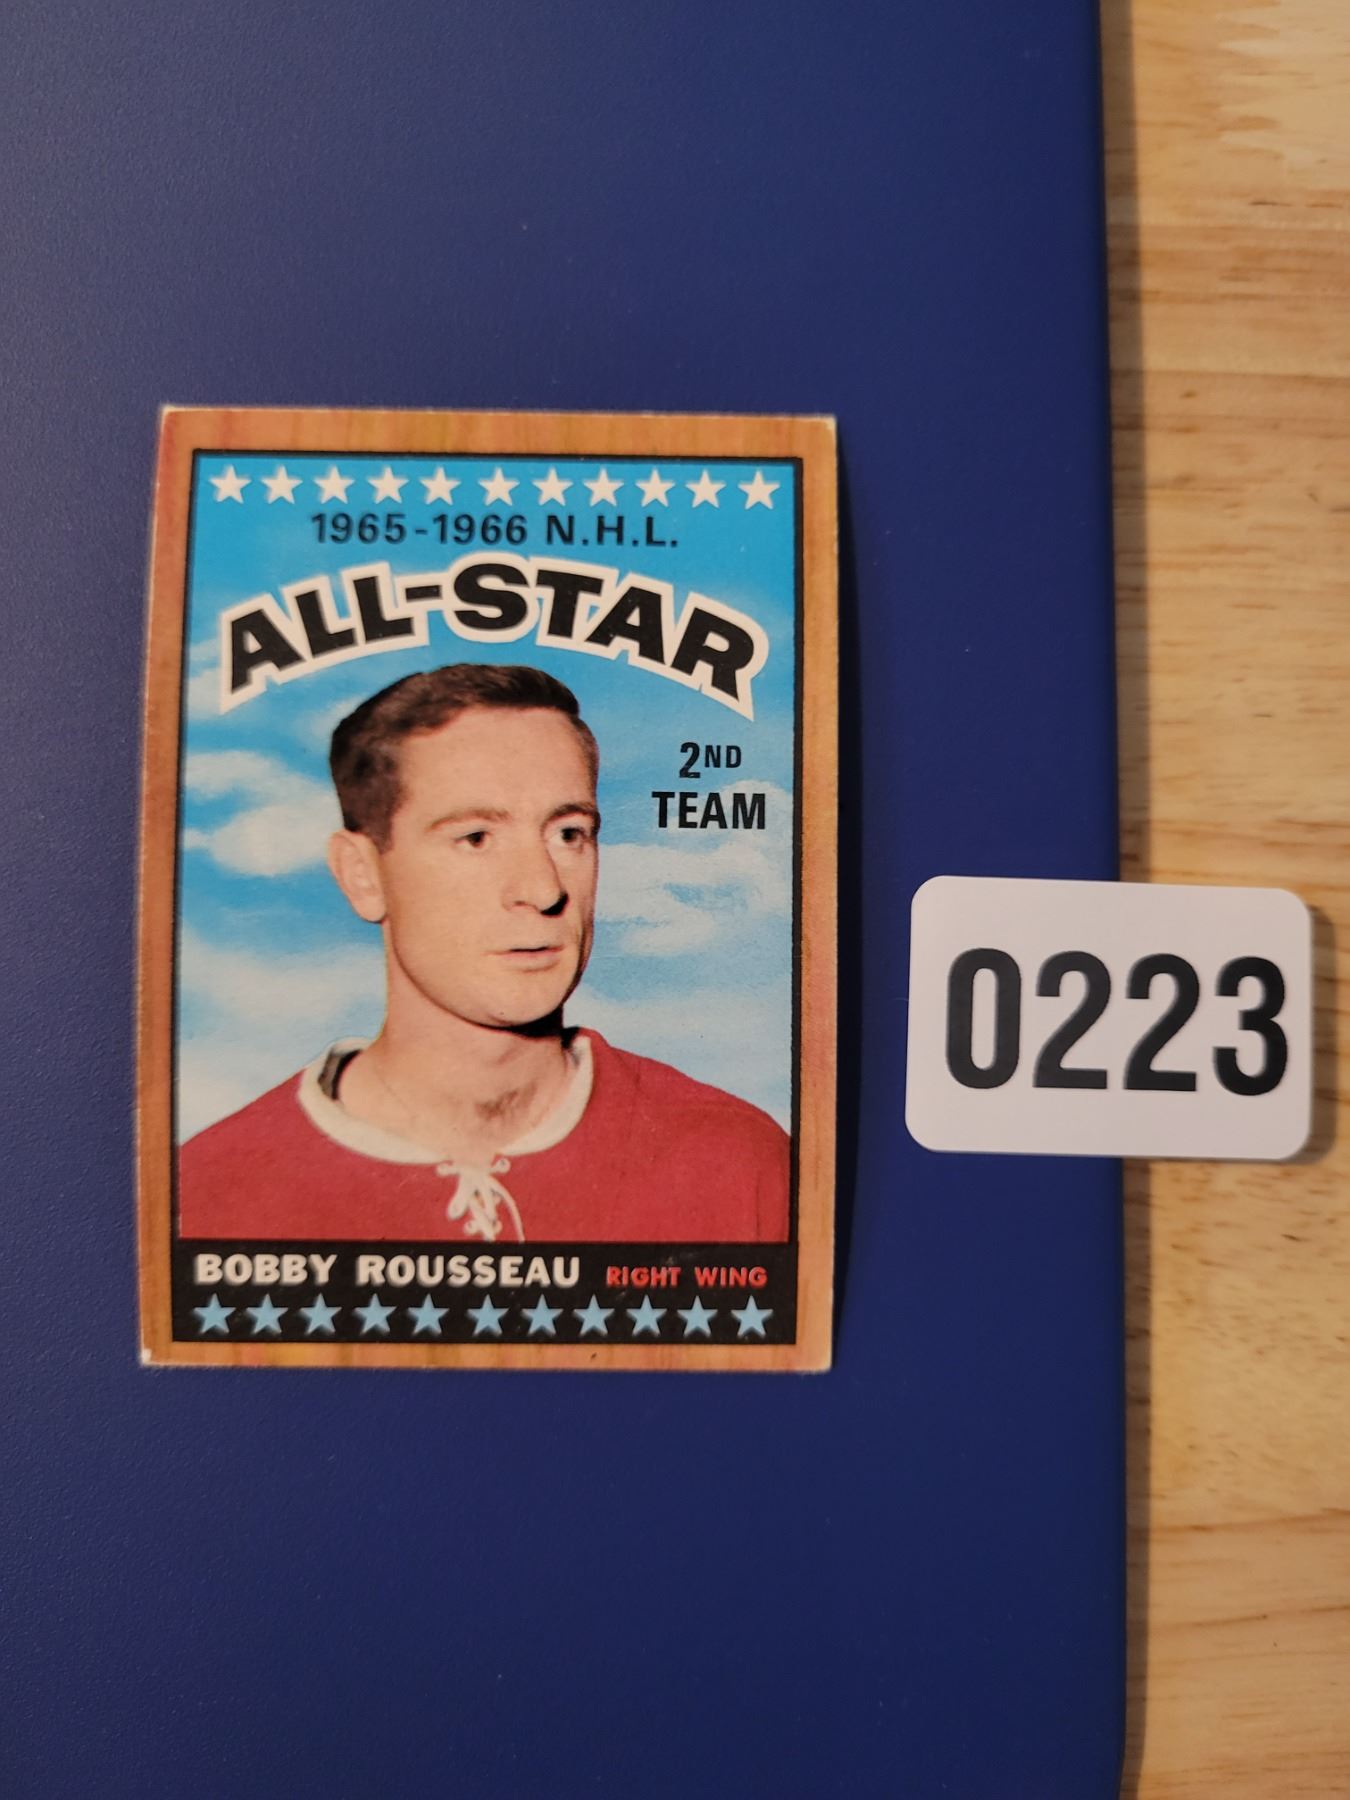 1965-1966 N.H.L.
ALL-STAR
2ND
TEAM
0223
BOBBY ROUSSEAU RIGHT WING